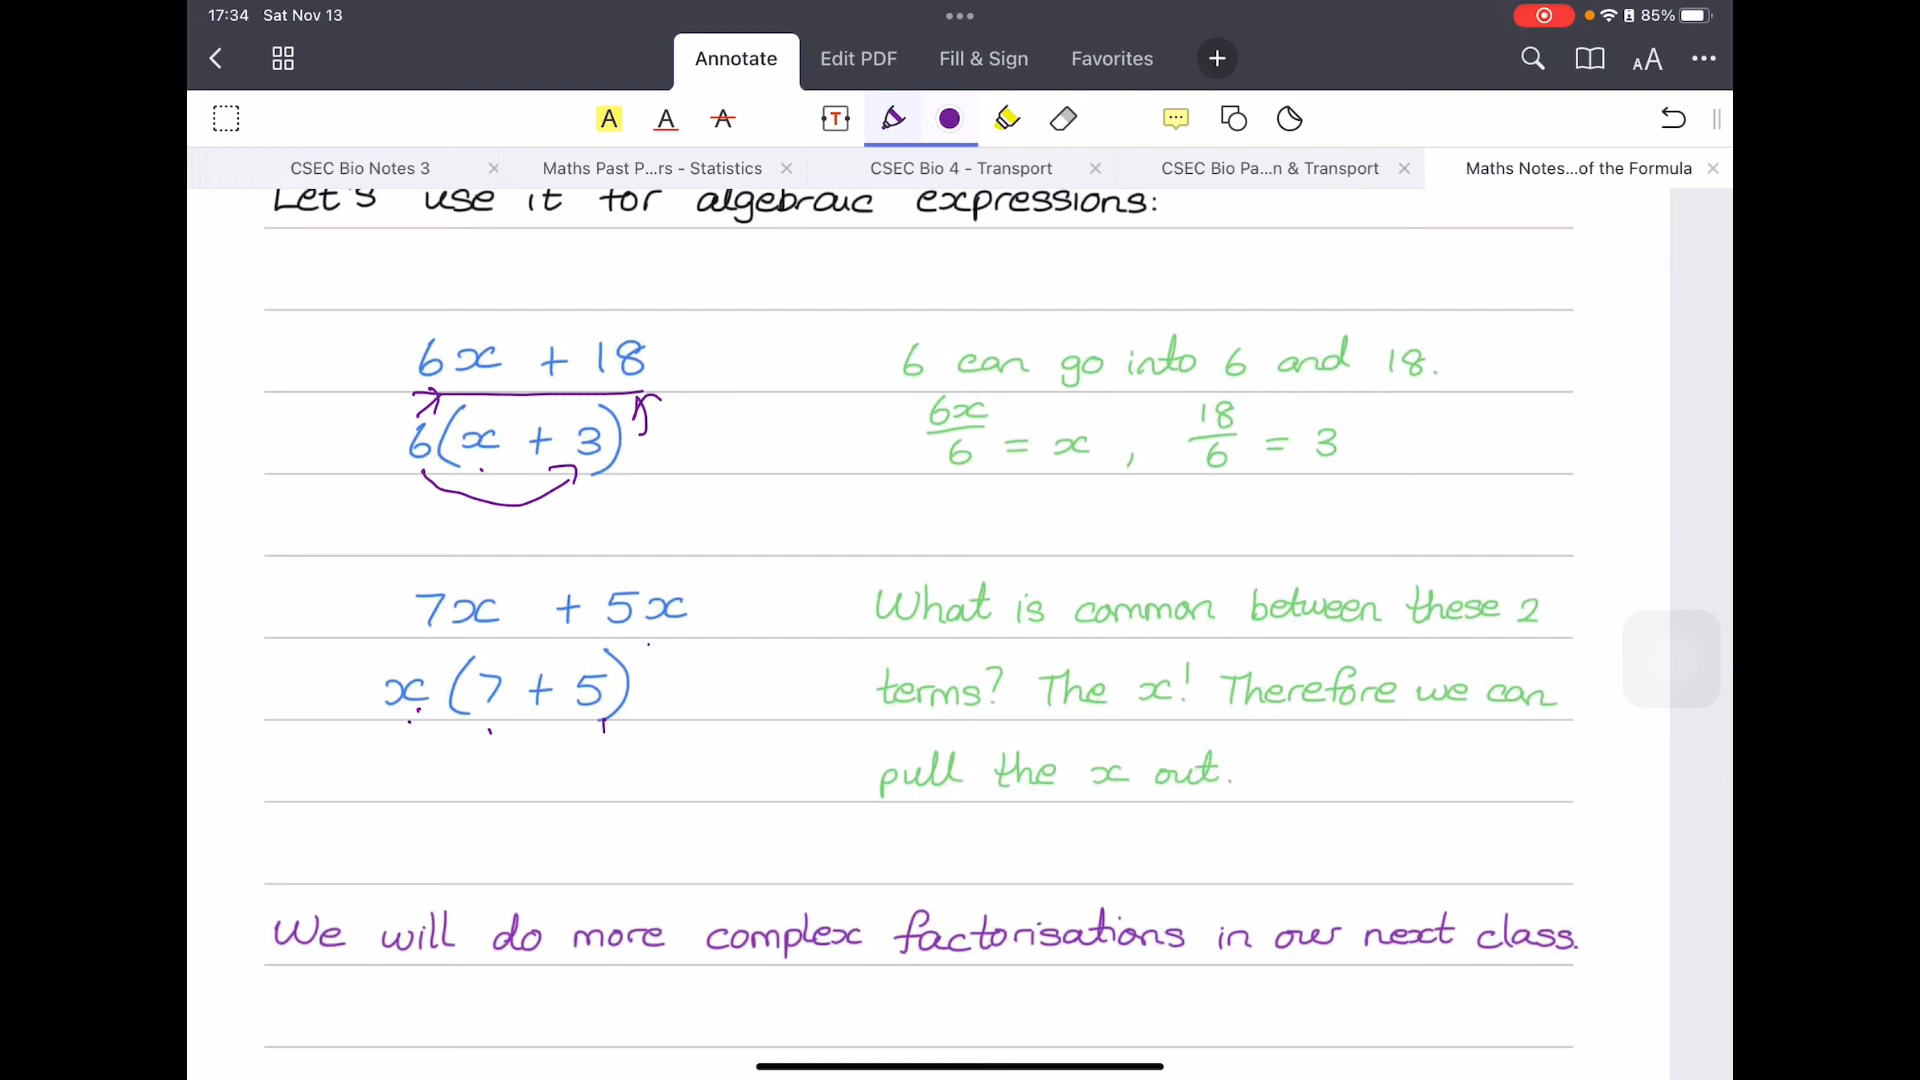 17:34 Sat Nov 13
85%
Annotate Edit PDF Fill & Sign Favorites
A A A T AA
CSEC Bio Notes 3 Maths Past P...rs - Statistics CSEC Bio 4 - Transport CSEC Bio Pa...n & Transport Maths Notes...of the Formula
Let's use it for algebraic expressions:
6x + 18 6 can go into 6 and 18.
6(x + 3) 6x/6 = x , 18/6 = 3
7x + 5x What is common between these 2
x (7 + 5) terms? The x! Therefore we can
pull the x out.
We will do more complex factorisations in our next class.